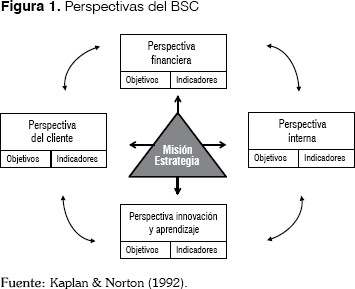 Figura 1. Perspectivas del BSC
Perspectiva
financiera
Objetivos Indicadores
Perspectiva
del cliente
Objetivos Indicadores
Misión
Estrategia
Perspectiva
interna
Objetivos Indicadores
Perspectiva innovación
y aprendizaje
Objetivos Indicadores
Fuente: Kaplan & Norton (1992).